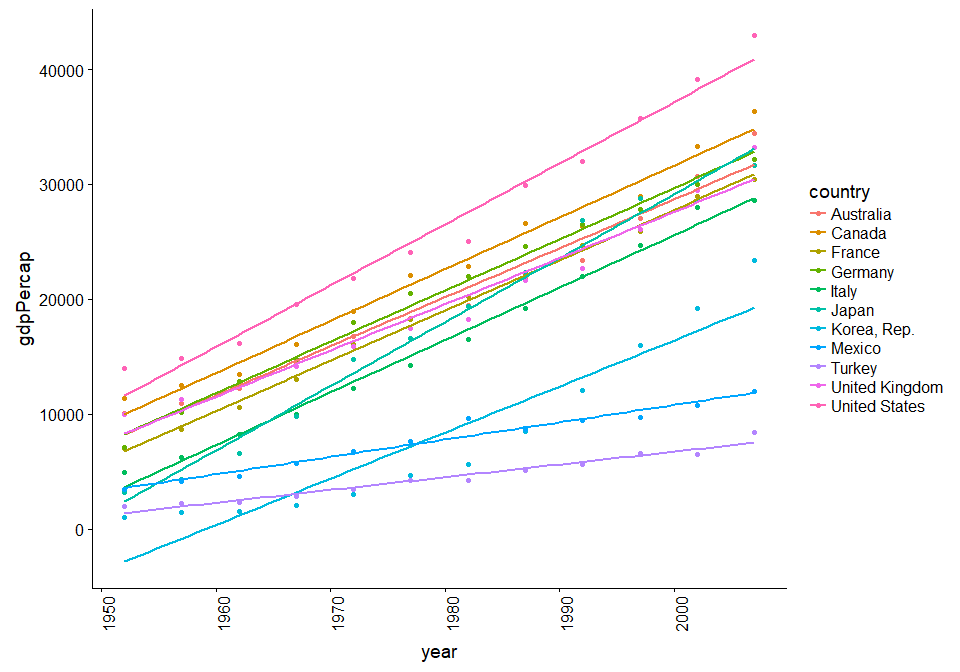 gdpPercap
40000
30000
20000
10000
0
1950
1960
1970
1980
1990
2000
year
country
Australia
Canada
France
Germany
Italy
Japan
Korea, Rep.
Mexico
Turkey
United Kingdom
United States